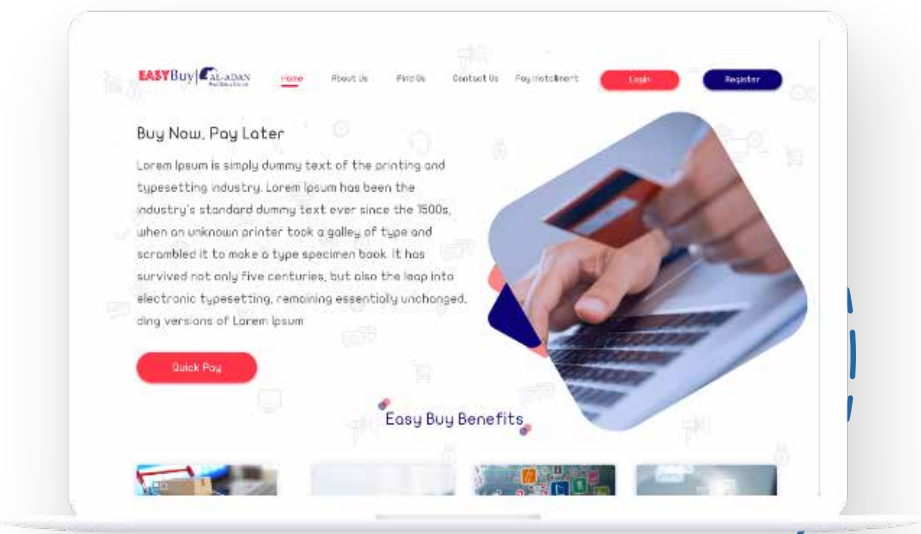 EASYBuy AL-ADAN
Home About Us Find Us Contact Us Pay Installment Login Register
Buy Now, Pay Later
Lorem Ipsum is simply dummy text of the printing and
typesetting industry. Lorem Ipsum has been the
industry's standard dummy text ever since the 1500s,
when an unknown printer took a galley of type and
scrambled it to make a type specimen book. It has
survived not only five centuries, but also the leap into
electronic typesetting, remaining essentially unchanged.
ding versions of Lorem Ipsum
Quick Pay
Easy Buy Benefits